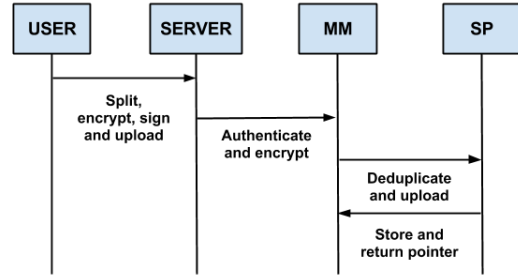 USER SERVER MM SP
Split,
encrypt, sign
and upload
Authenticate
and encrypt
Deduplicate
and upload
Store and
return pointer